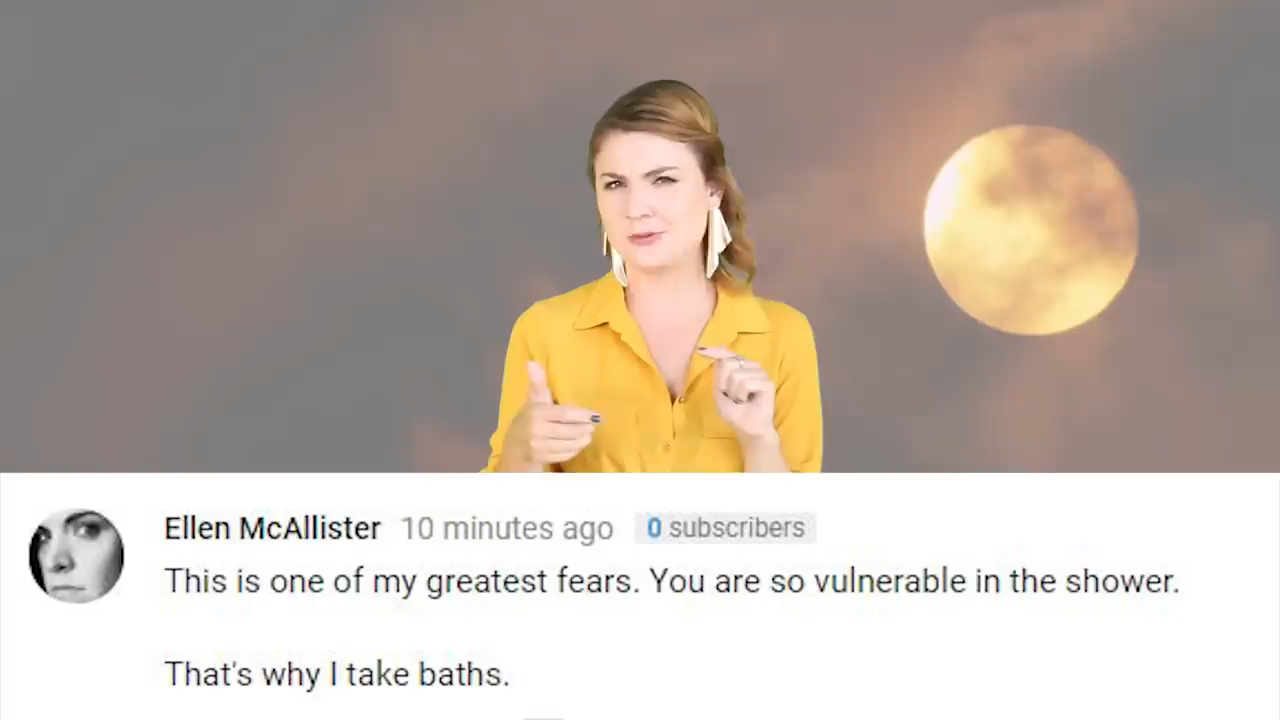 Ellen McAllister 10 minutes ago 0 subscribers
This is one of my greatest fears. You are so vulnerable in the shower.
That's why I take baths.